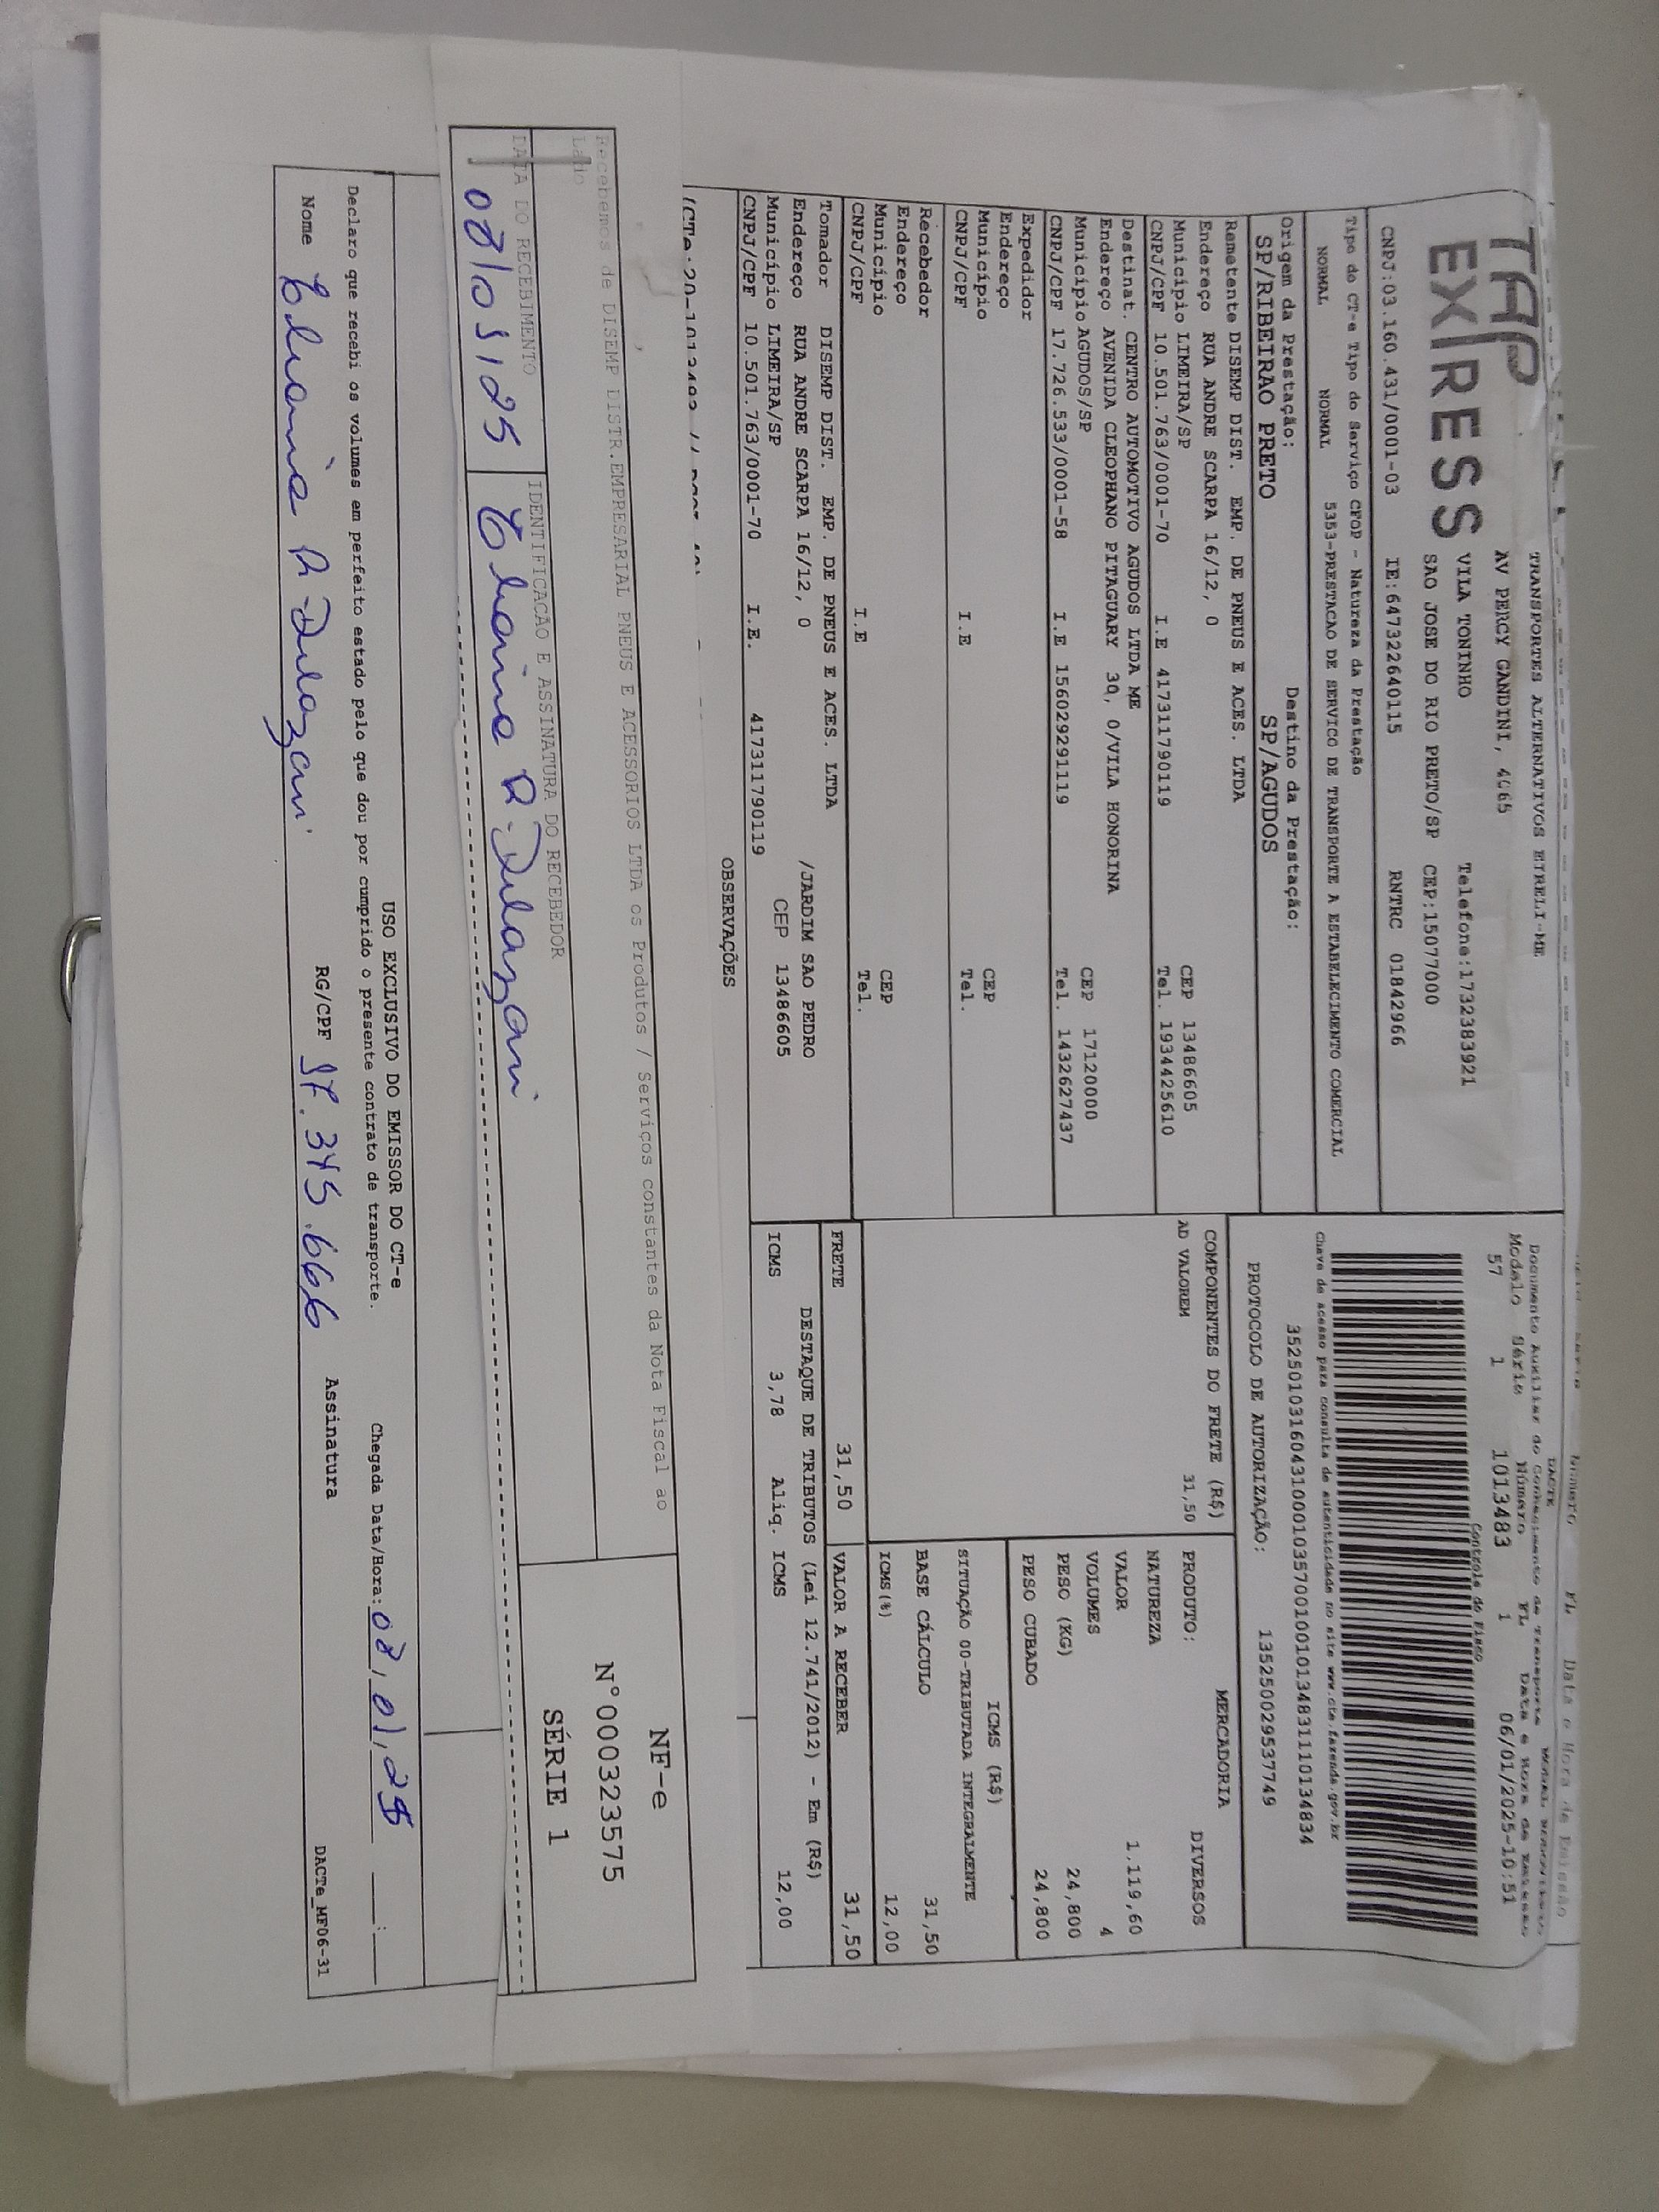 TAP
EXPRESS
TRANSPORTES ALTERNATIVOS EIRELI-ME
AV PERCY GANDINI, 4065
VILA TONINHO Telefone:1732383921
SAO JOSE DO RIO PRETO/SP CEP:15077000
CNPJ:03.160.431/0001-03 IE:647322640115 RNTRC 01842966
Tipo do CT-e Tipo do Serviço CFOP - Natureza da Prestação
NORMAL NORMAL 5353-PRESTACAO DE SERVICO DE TRANSPORTE A ESTABELECIMENTO COMERCIAL
Origem da Prestação: Destino da Prestação:
SP/RIBEIRAO PRETO SP/AGUDOS
Remetente DISEMP DIST. EMP. DE PNEUS E ACES. LTDA
Endereço RUA ANDRE SCARPA 16/12, 0
Município LIMEIRA/SP CEP 13486605
CNPJ/CPF 10.501.763/0001-70 I.E 417311790119 Tel. 1934425610
Destinat. CENTRO AUTOMOTIVO AGUDOS LTDA ME
Endereço AVENIDA CLEOPHANO PITAGUARY 30, 0/VILA HONORINA
Município AGUDOS/SP CEP 17120000
CNPJ/CPF 17.726.533/0001-58 I.E 156029291119 Tel. 1432627437
Expedidor
Endereço
Município CEP
CNPJ/CPF I.E Tel.
Recebedor
Endereço
Município CEP
CNPJ/CPF I.E Tel.
Tomador DISEMP DIST. EMP. DE PNEUS E ACES. LTDA
Endereço RUA ANDRE SCARPA 16/12, 0 /JARDIM SAO PEDRO
Município LIMEIRA/SP CEP 13486605
CNPJ/CPF 10.501.763/0001-70 I.E. 417311790119
OBSERVAÇÕES
Número FL Data e Hora de Emissão
DACTE
Documento Auxiliar do Conhecimento de Transporte
Modelo Série Número FL Data e Hora de Emissão
57 1 1013483 1 06/01/2025-10:51
Controle do Fisco
Chave de acesso para consulta de autenticidade no site www.cte.fazenda.gov.br
35250103160431000103570010010134831110134834
PROTOCOLO DE AUTORIZAÇÃO: 135250029537749
COMPONENTES DO FRETE (R$)
AD VALOREM 31,50
MERCADORIA
PRODUTO: DIVERSOS
NATUREZA
VALOR 1.119,60
VOLUMES 4
PESO (KG) 24,800
PESO CUBADO 24,800
ICMS (R$)
SITUAÇÃO 00-TRIBUTADA INTEGRALMENTE
BASE CÁLCULO 31,50
ICMS(%) 12,00
FRETE 31,50 VALOR A RECEBER 31,50
DESTAQUE DE TRIBUTOS (Lei 12.741/2012) - Em (R$)
ICMS 3,78 Aliq. ICMS 12,00
Recebemos de DISEMP DISTR.EMPRESARIAL PNEUS E ACESSORIOS LTDA os Produtos / Serviços constantes da Nota Fiscal ao
Lado
DATA DO RECEBIMENTO IDENTIFICAÇÃO E ASSINATURA DO RECEBEDOR
08/01/25
NF-e
N°000323575
SÉRIE 1
USO EXCLUSIVO DO EMISSOR DO CT-e
Declaro que recebi os volumes em perfeito estado pelo que dou por cumprido o presente contrato de transporte. Chegada Data/Hora: 08/01/25 :
Nome RG/CPF Assinatura
DACTe_MF06-31